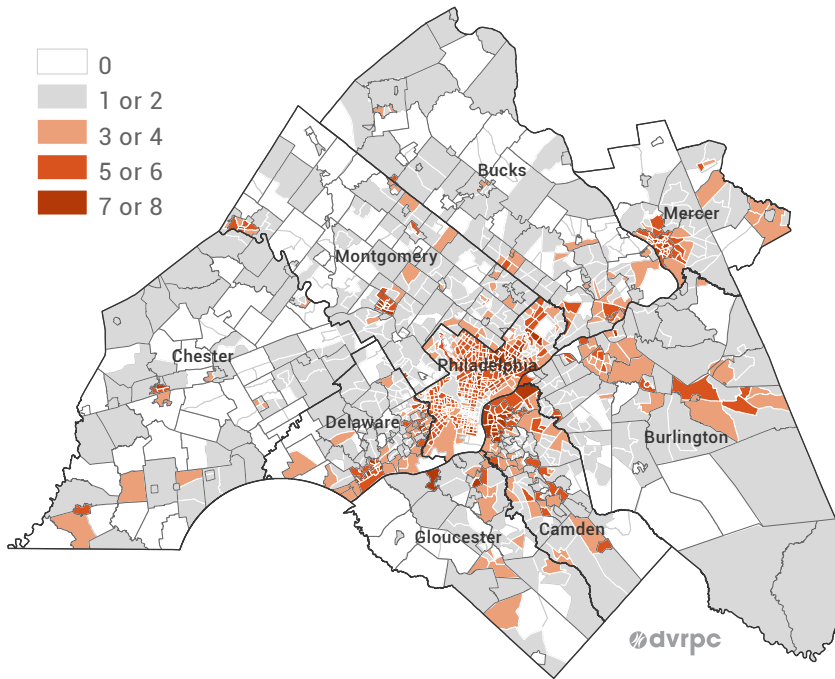 0
1 or 2
3 or 4
5 or 6
7 or 8
Bucks
Mercer
Montgomery
Chester
Philadelphia
Delaware
Burlington
Gloucester
Camden
dvrpc